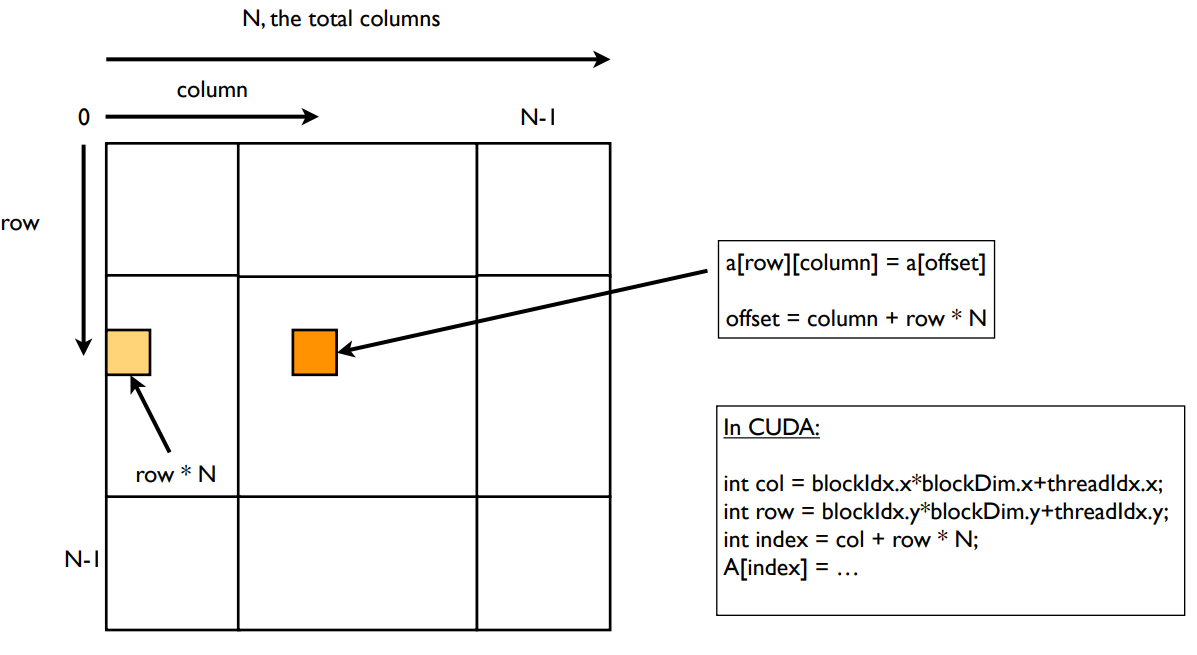 N, the total columns
column
0
N-1
row
a[row][column] = a[offset]
offset = column + row * N
row * N
N-1
In CUDA:
int col = blockIdx.x*blockDim.x+threadIdx.x;
int row = blockIdx.y*blockDim.y+threadIdx.y;
int index = col + row * N;
A[index] = …